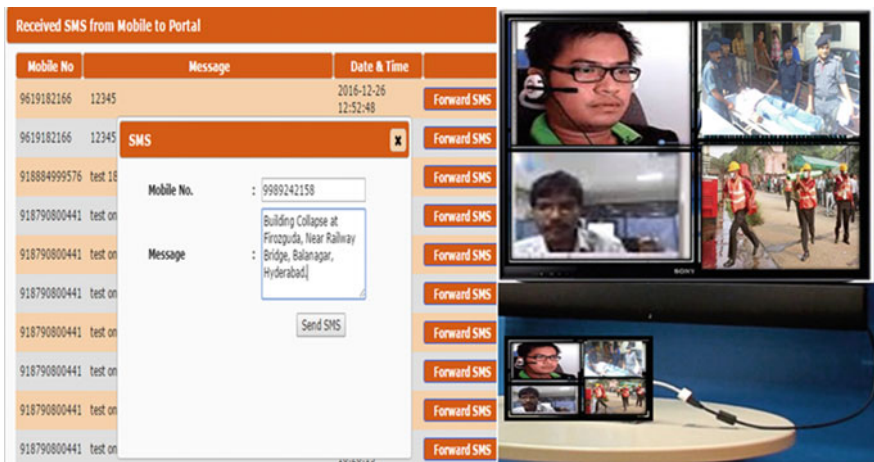 Received SMS from Mobile to Portal
Mobile No Message Date & Time
9619182166 12345 2016-12-26
12:52:48 Forward SMS
9619182166 12345 Forward SMS
918884999576 test 18 Forward SMS
918790800441 test on Forward SMS
918790800441 test on Forward SMS
918790800441 test on Forward SMS
918790800441 test on Forward SMS
918790800441 test on Forward SMS
918790800441 test on Forward SMS
918790800441 test on Forward SMS
SMS x
Mobile No. : 9989242158
Message : Building Collapse at
Firozguda, Near Railway
Bridge, Balanagar,
Hyderabad.
Send SMS
SONY